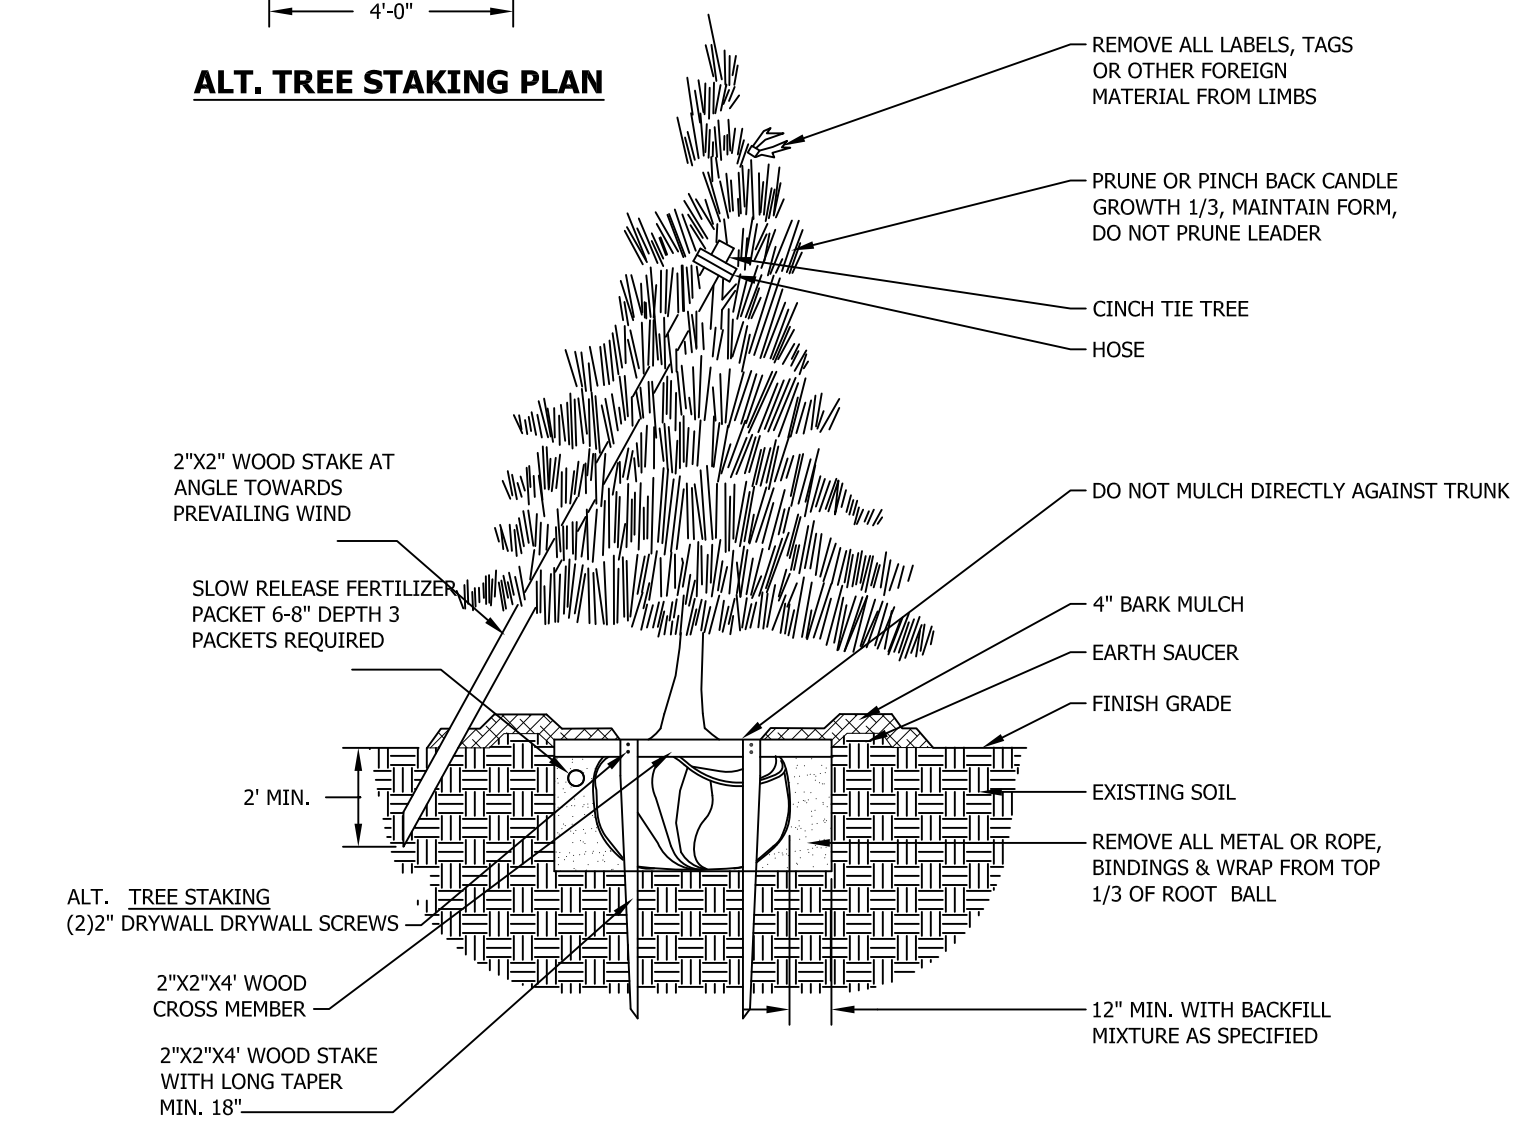 4'-0"
ALT. TREE STAKING PLAN
REMOVE ALL LABELS, TAGS
OR OTHER FOREIGN
MATERIAL FROM LIMBS
PRUNE OR PINCH BACK CANDLE
GROWTH 1/3, MAINTAIN FORM,
DO NOT PRUNE LEADER
CINCH TIE TREE
HOSE
2"X2" WOOD STAKE AT
ANGLE TOWARDS
PREVAILING WIND
DO NOT MULCH DIRECTLY AGAINST TRUNK
SLOW RELEASE FERTILIZER
PACKET 6-8" DEPTH 3
PACKETS REQUIRED
4" BARK MULCH
EARTH SAUCER
FINISH GRADE
2' MIN.
EXISTING SOIL
REMOVE ALL METAL OR ROPE,
BINDINGS & WRAP FROM TOP
1/3 OF ROOT BALL
ALT. TREE STAKING
(2)2" DRYWALL DRYWALL SCREWS
2"X2"X4' WOOD
CROSS MEMBER
12" MIN. WITH BACKFILL
MIXTURE AS SPECIFIED
2"X2"X4' WOOD STAKE
WITH LONG TAPER
MIN. 18"